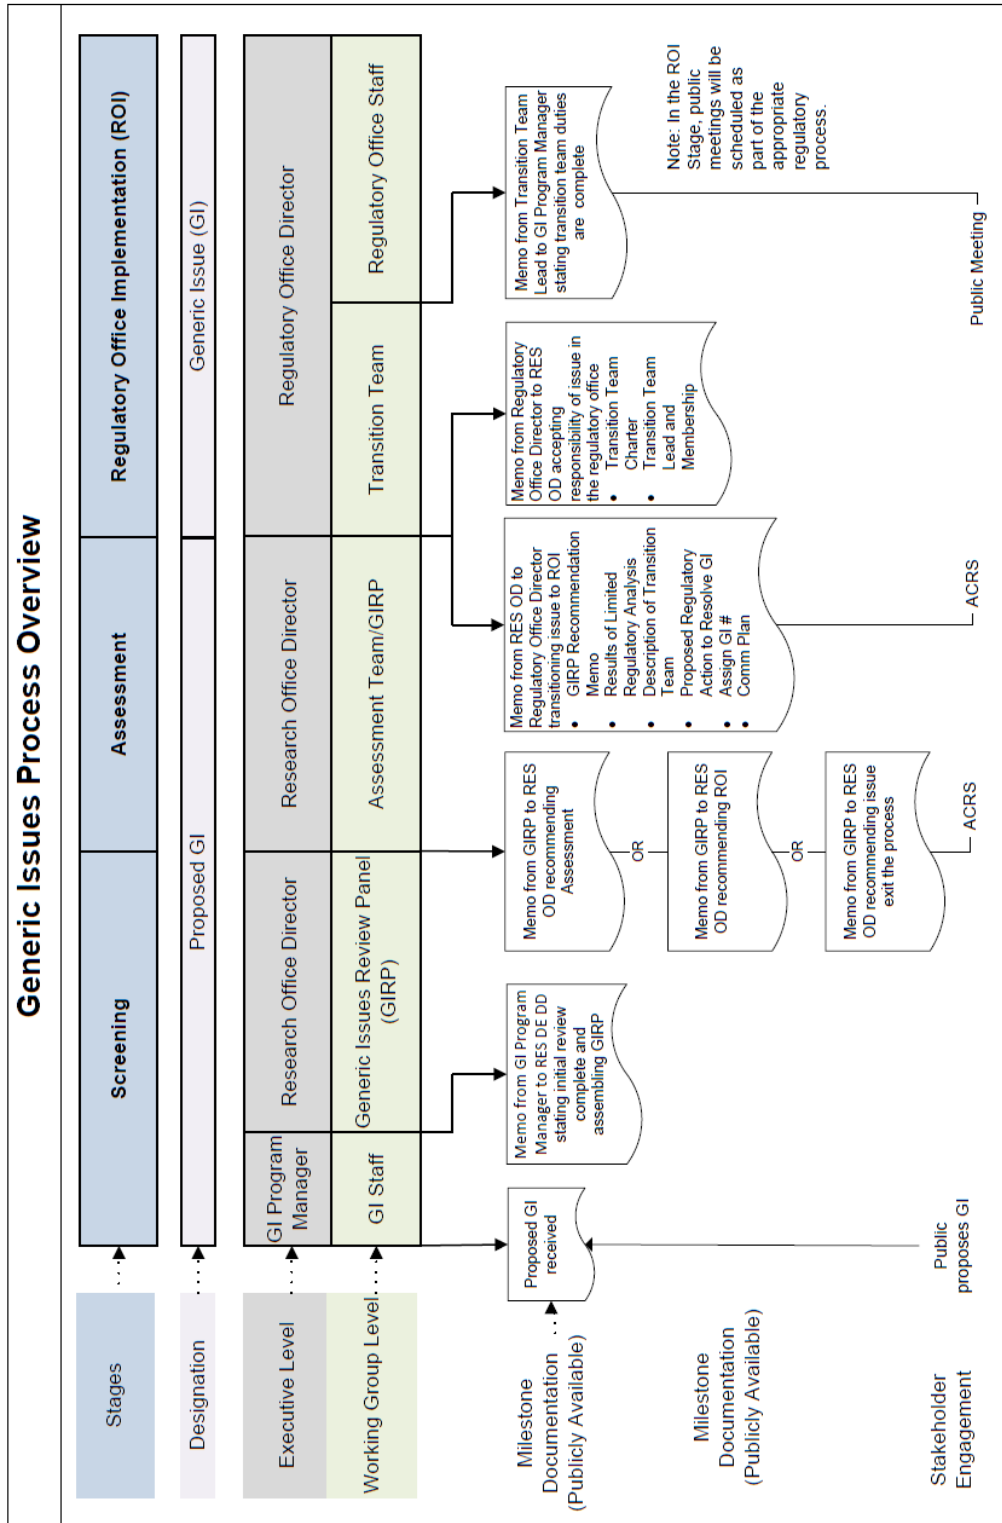 Generic Issues Process Overview
Stages
Screening
Assessment
Regulatory Office Implementation (ROI)
Designation
Proposed GI
Generic Issue (GI)
Executive Level
GI Program
Manager
Research Office Director
Research Office Director
Regulatory Office Director
Working Group Level
GI Staff
Generic Issues Review Panel
(GIRP)
Assessment Team/GIRP
Transition Team
Regulatory Office Staff
Milestone
Documentation
(Publicly Available)
Proposed GI
received
Memo from GI Program
Manager to RES DE DD
stating initial review
complete and
assembling GIRP
Memo from GIRP to RES
OD recommending
Assessment
OR
Memo from GIRP to RES
OD recommending ROI
OR
Memo from GIRP to RES
OD recommending issue
exit the process
ACRS
Memo from RES OD to
Regulatory Office Director
transitioning issue to ROI
• GIRP Recommendation
Memo
• Results of Limited
Regulatory Analysis
• Description of Transition
Team
• Proposed Regulatory
Action to Resolve GI
• Assign GI #
• Comm Plan
ACRS
Memo from Regulatory
Office Director to RES
OD accepting
responsibility of issue in
the regulatory office
• Transition Team
Charter
• Transition Team
Lead and
Membership
Memo from Transition Team
Lead to GI Program Manager
stating transition team duties
are complete
Note: In the ROI
Stage, public
meetings will be
scheduled as
part of the
appropriate
regulatory
process.
Public Meeting
Milestone
Documentation
(Publicly Available)
Stakeholder
Engagement
Public
proposes GI